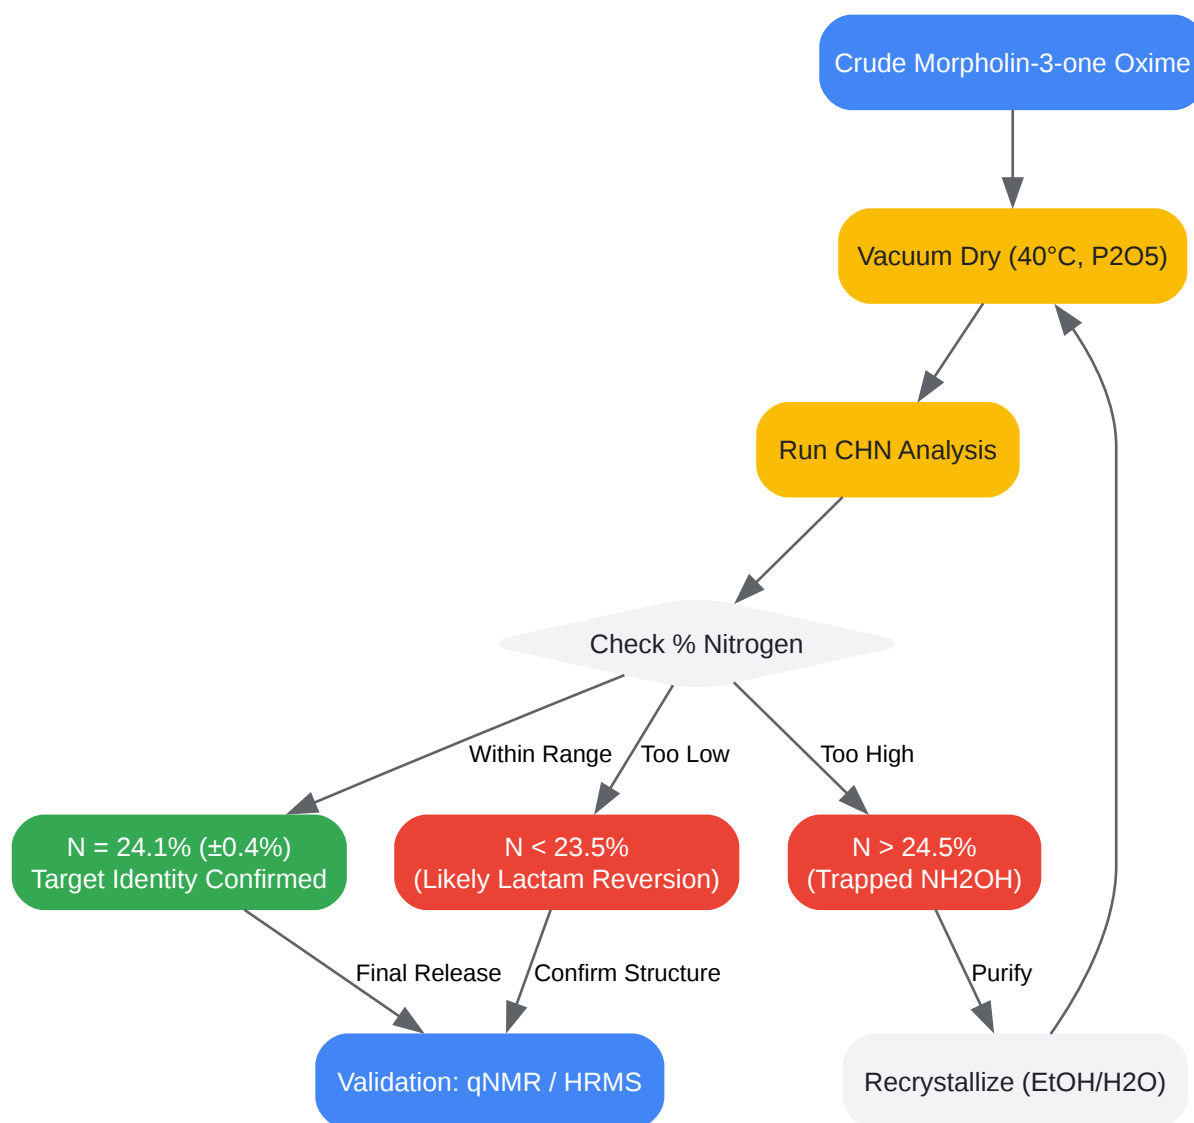 Crude Morpholin-3-one Oxime
Vacuum Dry (40°C, P2O5)
Run CHN Analysis
Check % Nitrogen
Within Range
Too Low
Too High
N = 24.1% (±0.4%)
Target Identity Confirmed
N < 23.5%
(Likely Lactam Reversion)
N > 24.5%
(Trapped NH2OH)
Final Release
Confirm Structure
Purify
Validation: qNMR / HRMS
Recrystallize (EtOH/H2O)